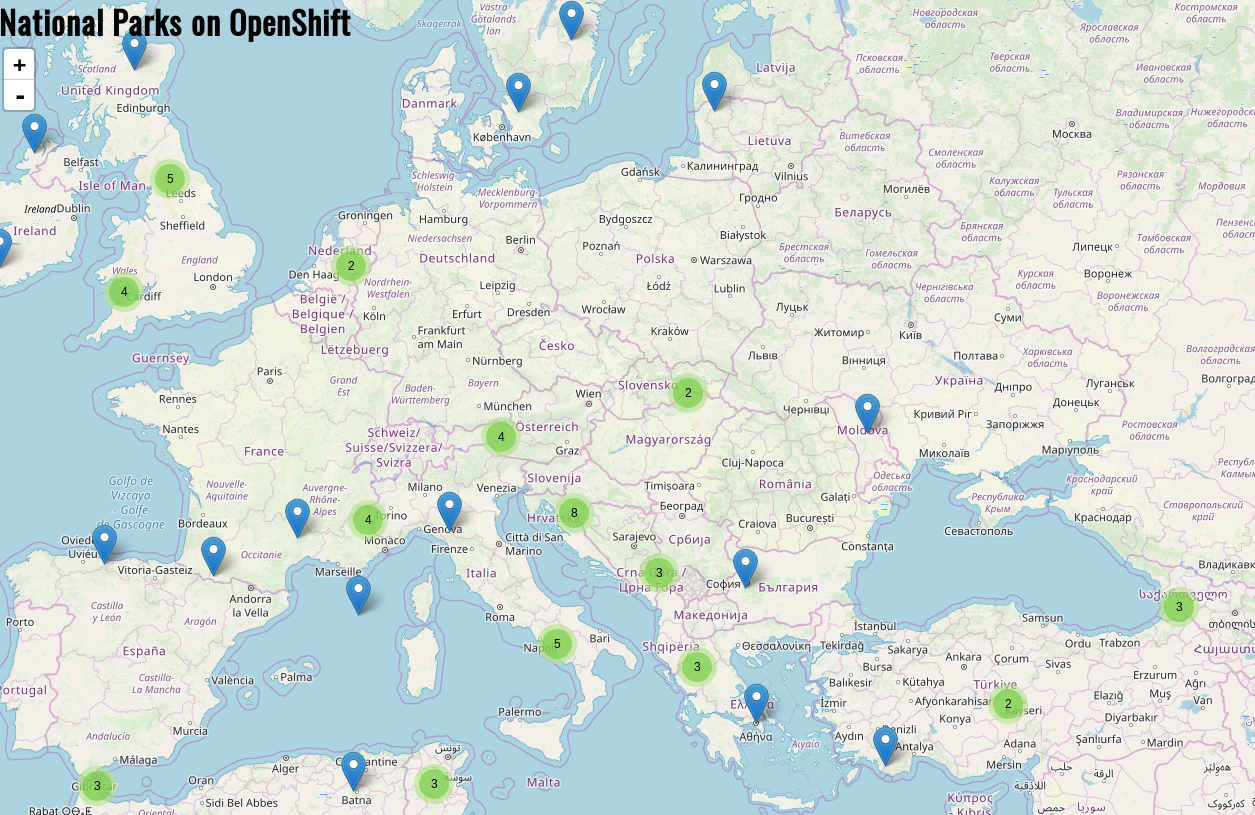 National Parks on OpenShift
+
-
Skagerrak
Västra
Götalands
län
Новгородская
область
Костромская
область
Ярославская
область
Псковская
область
Тверская
область
Ивановская
область
Latvija
Scotland
United Kingdom
Edinburgh
Danmark
København
Lietuva
Vilnius
Калининград
Витебская
область
Смоленская
область
Москва
Владимирская
область
Нижегородская
область
Belfast
Isle of Man
5
Leeds
Sheffield
Ireland
Dublin
Ireland
Schleswig-
Holstein
Mecklenburg-
Vorpommern
Gdańsk
Гродно
Могилёв
Калужская
область
Тульская
область
Рязанская
область
Мордовия
Groningen
Hamburg
Niedersachsen
Deutschland
Berlin
Bydgoszcz
Poznań
Polska
Białystok
Warszawa
Беларусь
Брестская
область
Гомельская
область
Брянская
область
Липецк
Тамбовская
область
Wales
4
Cardiff
England
London
Nederland
2
Den Haag
Nordrhein-
Westfalen
België /
Belgique /
Belgien
Köln
Leipzig
Erfurt
Dresden
Frankfurt
am Main
Łódź
Wrocław
Lublin
Kraków
Луцьк
Житомир
Київ
Чернігівська
область
Курская
область
Воронеж
Воронежская
область
Суми
Guernsey
Lëtzebuerg
Paris
Grand
Est
Nürnberg
Česko
Львів
Вінниця
Полтава
Харківська
область
Волгоградская
область
Волгоград
Rennes
Nantes
France
Baden-
Württemberg
Bayern
München
Wien
Slovensko
2
Чернівці
Україна
Дніпро
Луганськ
Донецьк
Кривий Ріг
Запоріжжя
Ростовская
область
Schweiz/
Suisse/Svizzera/
Svizra
4
Österreich
Graz
Magyarország
Moldova
Миколаїв
Маріуполь
Golfo de
Vizcaya
- Golfe
de Gascogne
Nouvelle-
Aquitaine
Auvergne-
Rhône-
Alpes
Bordeaux
Milano
Venezia
Slovenija
Timișoara
Cluj-Napoca
România
Galați
Одеська
область
Республика
Крым
Севастополь
Краснодарский
край
Краснодар
Ставропольский
край
4
Torino
Monaco
Genova
Hrvatska
8
Београд
Craiova
București
Constanța
Oviedo
Uviéu
Vitoria-Gasteiz
Occitanie
Marseille
Firenze
Città di San
Marino
Italia
Sarajevo
Србија
3
Crna Gora /
Црна Гора
София
България
Владикавказ
Porto
Castilla
y León
Aragón
Andorra
la Vella
Roma
Bari
5
Napoli
Македонија
Shqipëria
3
Θεσσαλονίκη
İstanbul
Tekirdağ
Sakarya
Samsun
Ordu
Trabzon
საქართველო
3
España
Castilla-
La Mancha
València
Palma
Portugal
Ελλάδα
Αθήνα
Αιγαίο
Bursa
Balıkesir
Kütahya
Ankara
Çorum
Sivas
Erzurum
Ağrı
Muş
Van
Türkiye
2
Kayseri
Afyonkarahisar
İzmir
Konya
Elazığ
Diyarbakır
Aydın
Denizli
Antalya
Adana
Mersin
Şanlıurfa
Mardin
Andalucía
Murcia
Málaga
Palermo
Malta
3
Gibraltar
Oran
Alger
Constantine
Batna
Sidi Bel Abbes
تونس
سوسة
3
Κύπρος
- Kıbrıs
حلب
الرقة
اللاذقية
حمص
سوريا
هەولێر
Oriental